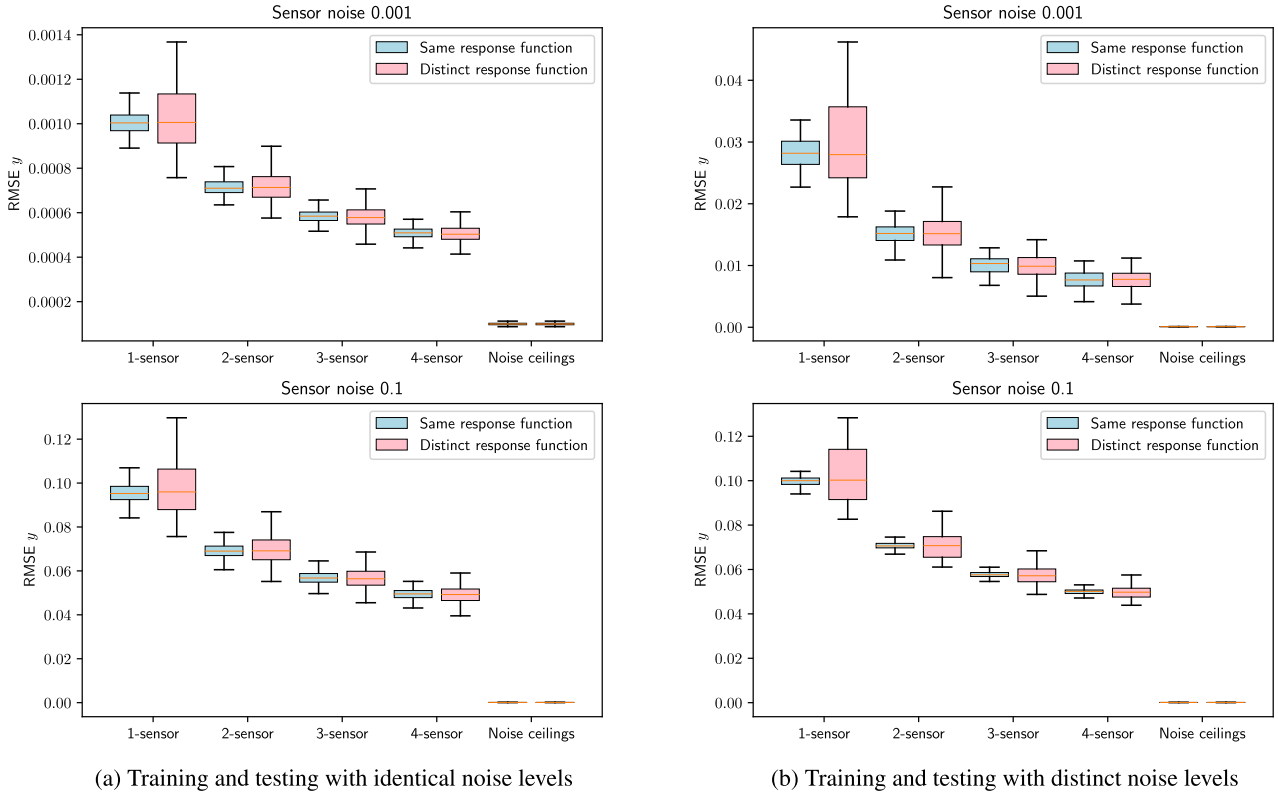 Sensor noise 0.001
0.0014
0.0012
0.0010
0.0008
0.0006
0.0004
0.0002
RMSE y
Same response function
Distinct response function
1-sensor 2-sensor 3-sensor 4-sensor Noise ceilings
Sensor noise 0.001
0.04
0.03
0.02
0.01
0.00
RMSE y
Same response function
Distinct response function
1-sensor 2-sensor 3-sensor 4-sensor Noise ceilings
Sensor noise 0.1
0.12
0.10
0.08
0.06
0.04
0.02
0.00
RMSE y
Same response function
Distinct response function
1-sensor 2-sensor 3-sensor 4-sensor Noise ceilings
Sensor noise 0.1
0.12
0.10
0.08
0.06
0.04
0.02
0.00
RMSE y
Same response function
Distinct response function
1-sensor 2-sensor 3-sensor 4-sensor Noise ceilings
(a) Training and testing with identical noise levels
(b) Training and testing with distinct noise levels